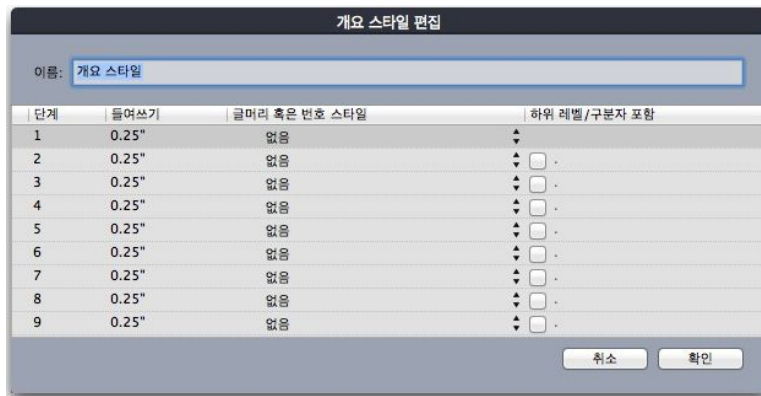 개요 스타일 편집
이름: 개요 스타일
단계 들여쓰기 글머리 혹은 번호 스타일 하위 레벨/구분자 포함
1 0.25" 없음
2 0.25" 없음 .
3 0.25" 없음 .
4 0.25" 없음 .
5 0.25" 없음 .
6 0.25" 없음 .
7 0.25" 없음 .
8 0.25" 없음 .
9 0.25" 없음 .
취소 확인